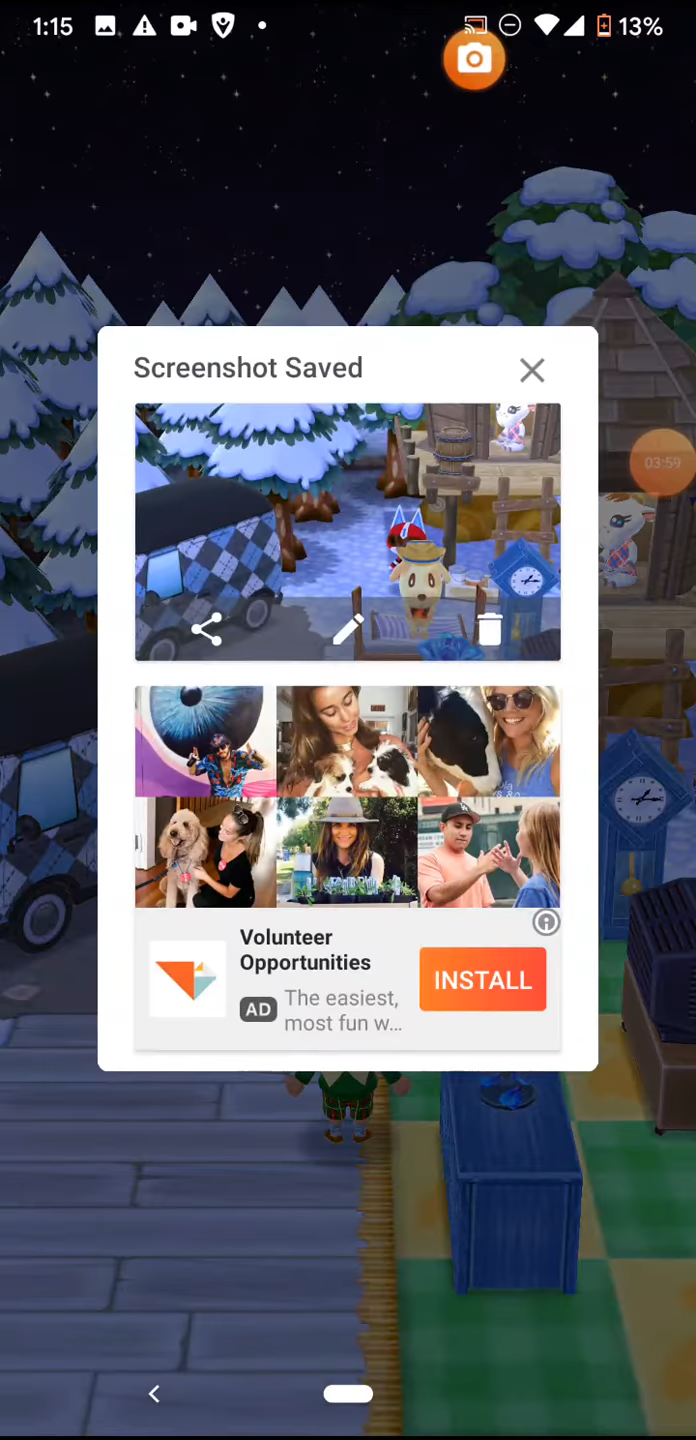 1:15
13%
Screenshot Saved
03:59
Volunteer
Opportunities
AD
The easiest,
most fun w...
INSTALL